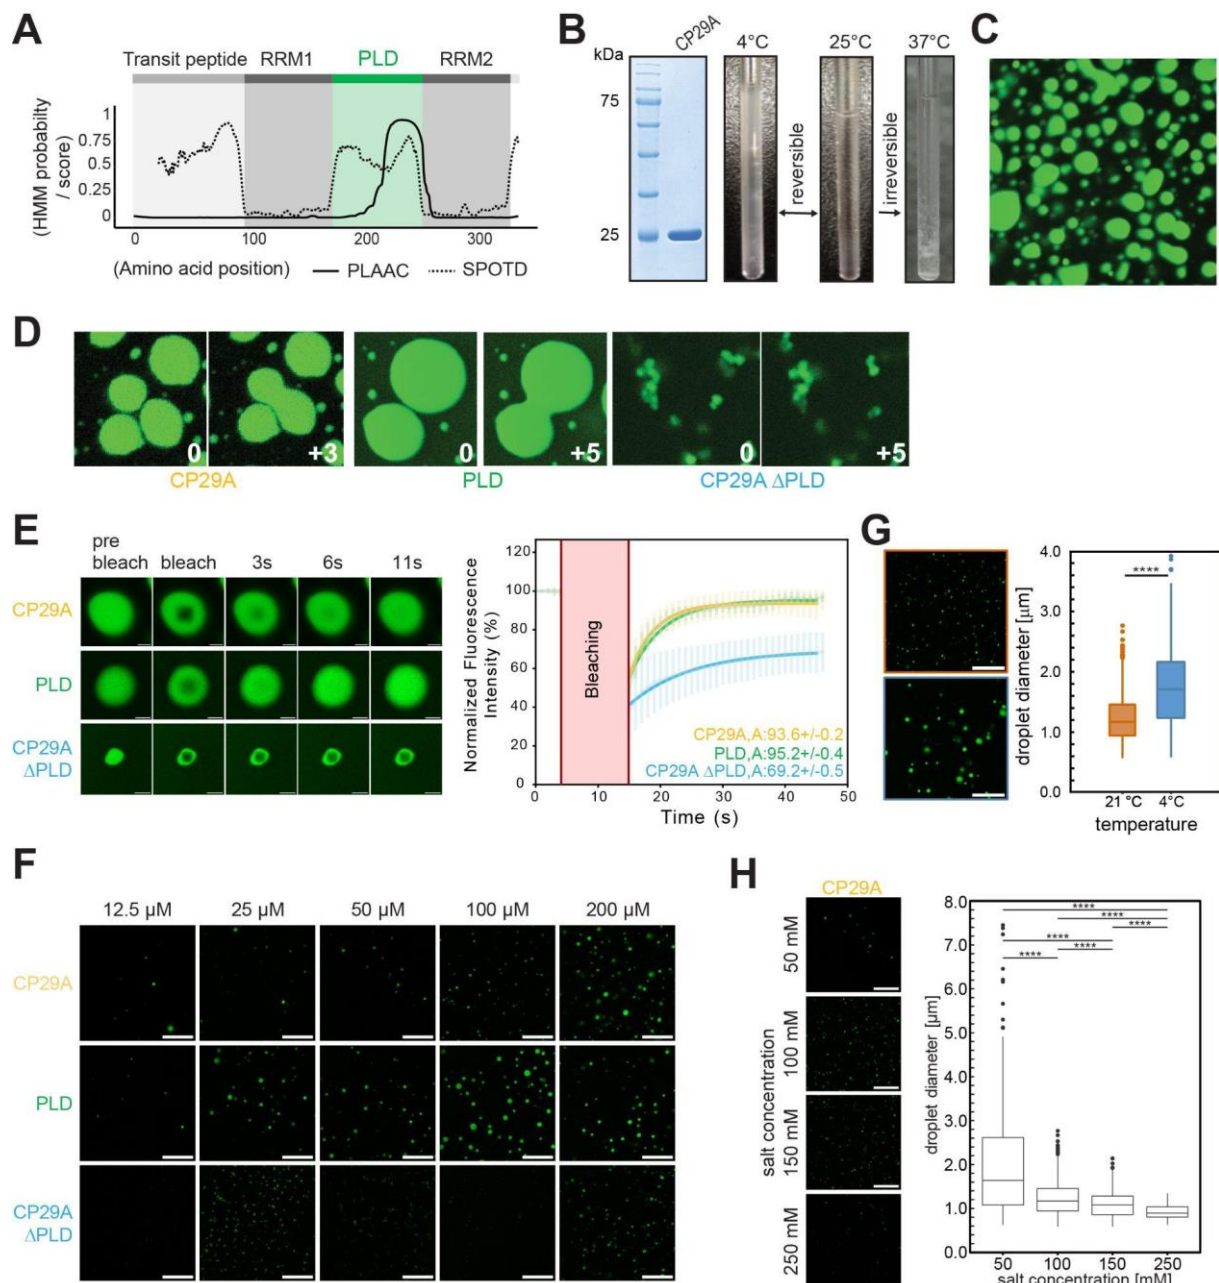 A
Transit peptide RRM1 PLD RRM2
(HMM probabilty
/ score)
1
0.75
0.5
0.25
0
0 100 200 300
(Amino acid position) PLAAC SPOTD
B
kDa CP29A 4°C 25°C 37°C
75
25
reversible
irreversible
C
D
0 +3 0 +5 0 +5
CP29A PLD CP29A ΔPLD
E
pre
bleach bleach 3s 6s 11s
CP29A
PLD
CP29A
ΔPLD
Normalized Fluorescence
Intensity (%)
120
100
80
60
40
20
0
Bleaching
CP29A,A:93.6+/-0.2
PLD,A:95.2+/-0.4
CP29A ΔPLD,A:69.2+/-0.5
0 10 20 30 40 50
Time (s)
G
droplet diameter [µm]
4.0
3.0
2.0
1.0
0.0
****
21 °C 4°C
temperature
F
12.5 µM 25 µM 50 µM 100 µM 200 µM
CP29A
PLD
CP29A
ΔPLD
H
CP29A
salt concentration
50 mM
100 mM
150 mM
250 mM
droplet diameter [µm]
8.0
7.0
6.0
5.0
4.0
3.0
2.0
1.0
0.0
****
****
****
****
****
****
50 100 150 250
salt concentration [mM]